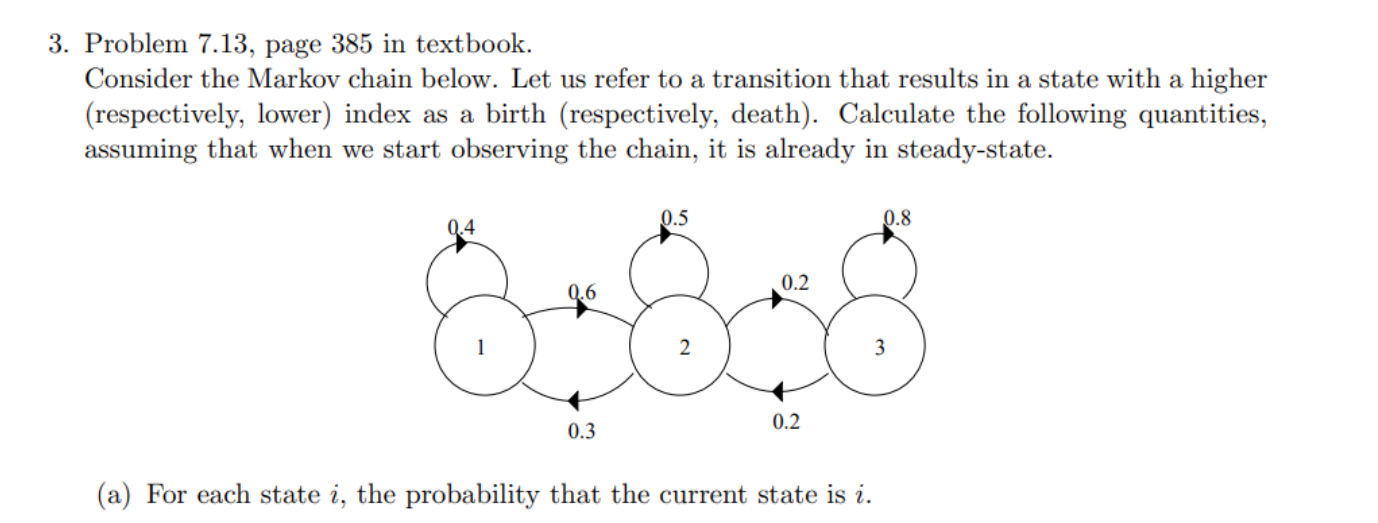 3. Problem 7.13, page 385 in textbook.
Consider the Markov chain below. Let us refer to a transition that results in a state with a higher
(respectively, lower) index as a birth (respectively, death). Calculate the following quantities,
assuming that when we start observing the chain, it is already in steady-state.
0.4
0.5
0.8
0.6
0.2
1
2
3
0.3
0.2
(a) For each state i, the probability that the current state is i.